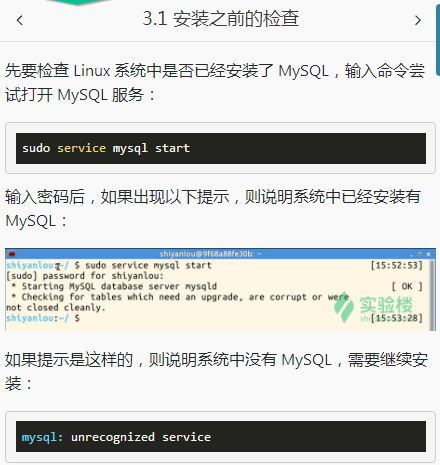 3.1 安装之前的检查
先要检查 Linux 系统中是否已经安装了 MySQL，输入命令尝
试打开 MySQL 服务：
sudo service mysql start
输入密码后，如果出现以下提示，则说明系统中已经安装有
MySQL：
shiyanlou@9f68a88fe30b: ~
shiyanlou:~/ $ sudo service mysql start [15:52:53]
[sudo] password for shiyanlou:
* Starting MySQL database server mysqld [ OK ]
* Checking for tables which need an upgrade, are corrupt or were
not closed cleanly.
shiyanlou:~/ $ [15:53:28]
实验楼
如果提示是这样的，则说明系统中没有 MySQL，需要继续安
装：
mysql: unrecognized service